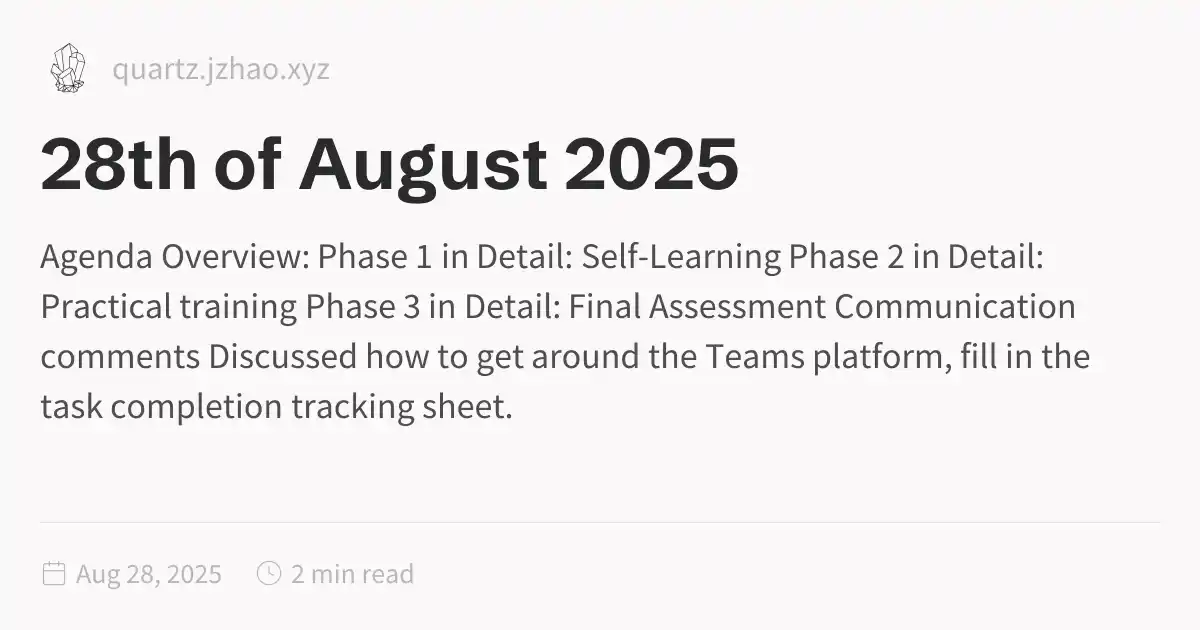 quartz.jzhao.xyz
28th of August 2025
Agenda Overview: Phase 1 in Detail: Self-Learning Phase 2 in Detail:
Practical training Phase 3 in Detail: Final Assessment Communication
comments Discussed how to get around the Teams platform, fill in the
task completion tracking sheet.
Aug 28, 2025 2 min read